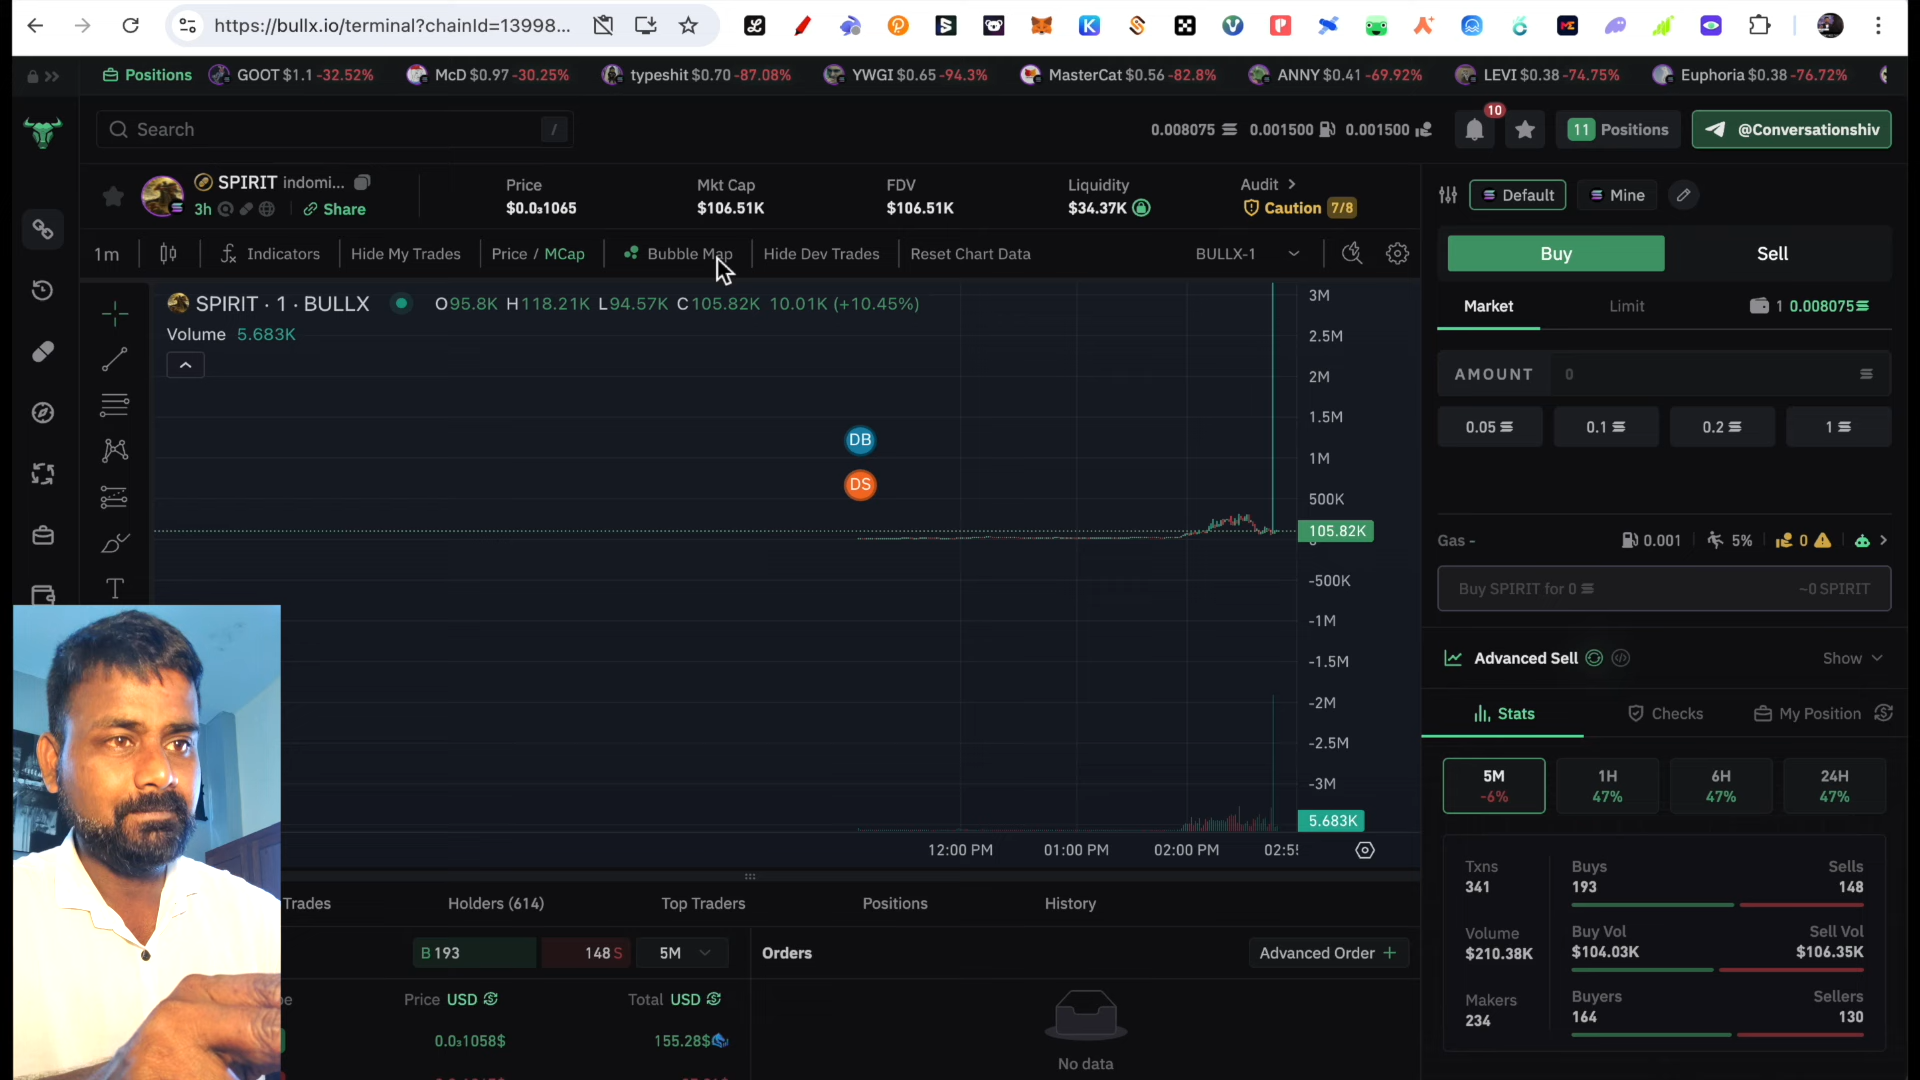 https://bullx.io/terminal?chainId=13998...
Positions GOOT $1.1 -32.52% McD $0.97 -30.25% typeshit $0.70 -87.08% YWGI $0.65 -94.3% MasterCat $0.56 -82.8% ANNY $0.41 -69.92% LEVI $0.38 -74.75% Euphoria $0.38 -76.72%
Search /
0.008075 0.001500 0.001500 10 11 Positions @Conversationshiv
SPIRIT indomi...
3h Share
Price Mkt Cap FDV Liquidity Audit
$0.0₃1065 $106.51K $106.51K $34.37K Caution 7/8
Default Mine
1m Indicators Hide My Trades Price / MCap Bubble Map Hide Dev Trades Reset Chart Data BULLX-1
Buy Sell
SPIRIT · 1 · BULLX O95.8K H118.21K L94.57K C105.82K 10.01K (+10.45%)
Volume 5.683K
3M
2.5M
2M
1.5M
1M
500K
105.82K
-500K
-1M
-1.5M
-2M
-2.5M
-3M
5.683K
DB
DS
T
12:00 PM 01:00 PM 02:00 PM
Market Limit 1 0.008075
AMOUNT 0
0.05 0.1 0.2 1
Gas - 0.001 5% 0
Buy SPIRIT for 0 ~0 SPIRIT
Advanced Sell Show
Stats Checks My Position
5M 1H 6H 24H
-6% 47% 47% 47%
Txns Buys Sells
341 193 148
Volume Buy Vol Sell Vol
$210.38K $104.03K $106.35K
Makers Buyers Sellers
234 164 130
Trades Holders (614) Top Traders Positions History
B 193 148 S 5M Orders Advanced Order +
Price USD Total USD
0.0₃1058$ 155.28$
No data